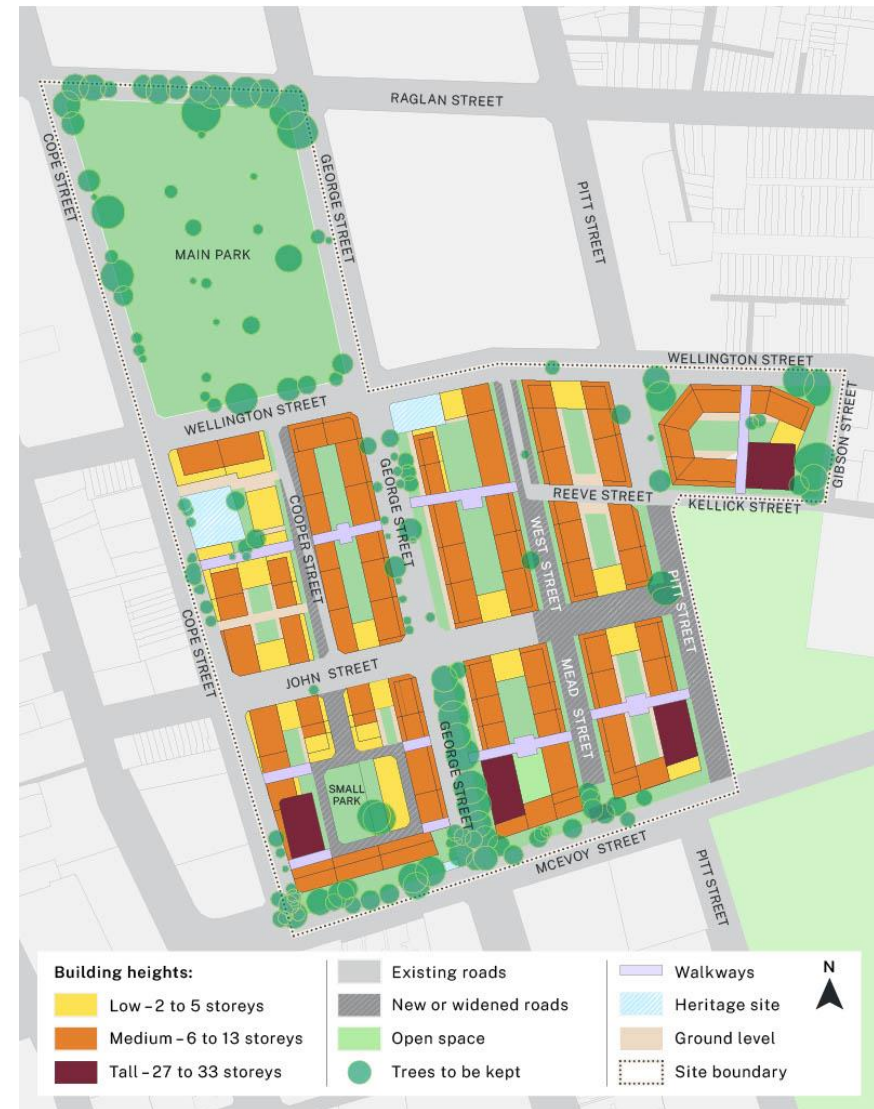 RAGLAN STREET
COPE STREET
GEORGE STREET
PITT STREET
MAIN PARK
WELLINGTON STREET
WELLINGTON STREET
GIBSON STREET
COOPER STREET
GEORGE STREET
REEVE STREET
KELLICK STREET
WEST STREET
PITT STREET
COPE STREET
JOHN STREET
MEAD STREET
GEORGE STREET
SMALL
PARK
MCEVOY STREET
PITT STREET
Building heights:
Low – 2 to 5 storeys
Medium – 6 to 13 storeys
Tall – 27 to 33 storeys
Existing roads
New or widened roads
Open space
Trees to be kept
Walkways
Heritage site
Ground level
Site boundary
N